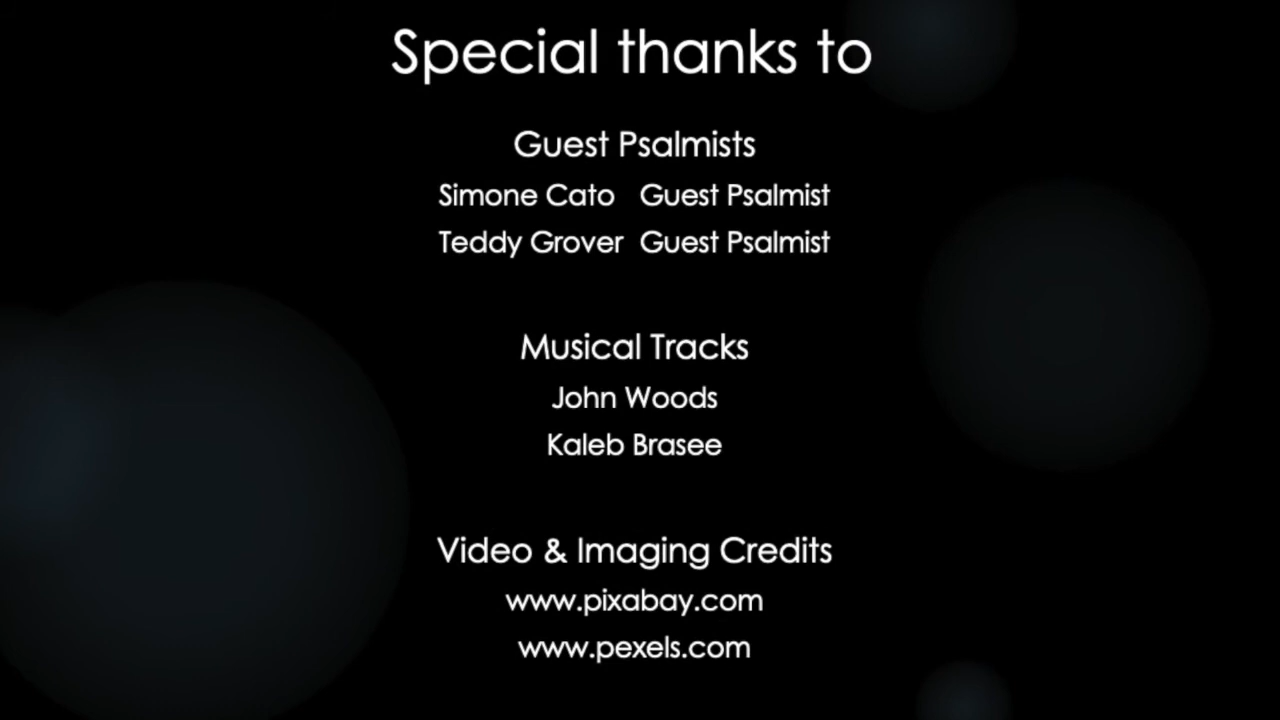 Special thanks to
Guest Psalmists
Simone Cato Guest Psalmist
Teddy Grover Guest Psalmist
Musical Tracks
John Woods
Kaleb Brasee
Video & Imaging Credits
www.pixabay.com
www.pexels.com